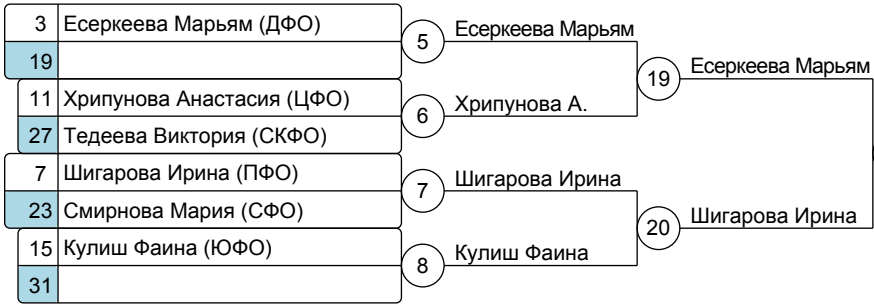 3 Есеркеева Марьям (ДФО)
19
11 Хрипунова Анастасия (ЦФО)
27 Тедеева Виктория (СКФО)
7 Шигарова Ирина (ПФО)
23 Смирнова Мария (СФО)
15 Кулиш Фаина (ЮФО)
31
5 Есеркеева Марьям
6 Хрипунова А.
7 Шигарова Ирина
8 Кулиш Фаина
19 Есеркеева Марьям
20 Шигарова Ирина